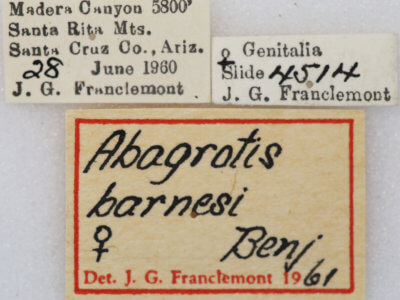 Madera Canyon 5800'
Santa Rita Mts.
Santa Cruz Co., Ariz.
28 June 1960
J. G. Franclemont
♀ Genitalia
Slide 4514
J. G. Franclemont
Abagrotis
barnesi
♀ Benj
Det. J. G. Franclemont 1961